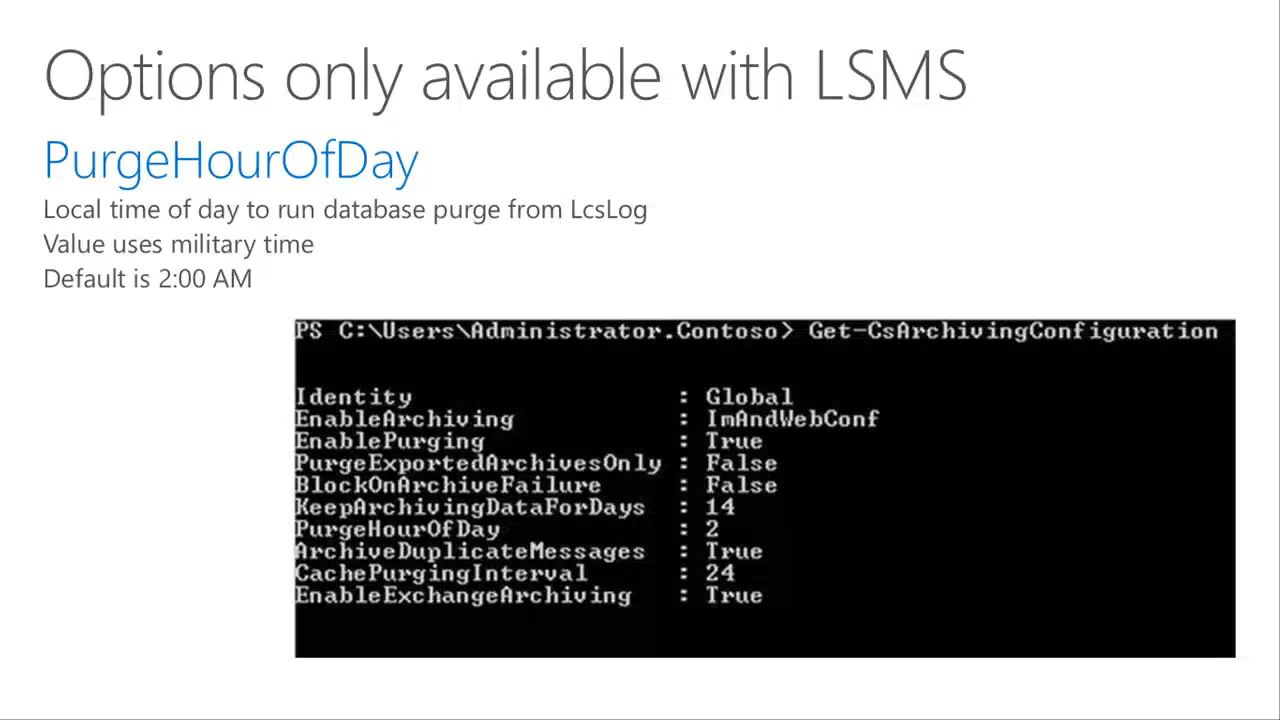 Options only available with LSMS
PurgeHourOfDay
Local time of day to run database purge from LcsLog
Value uses military time
Default is 2:00 AM
PS C:\Users\Administrator.Contoso> Get-CsArchivingConfiguration
Identity : Global
EnableArchiving : ImAndWebConf
EnablePurging : True
PurgeExportedArchivesOnly : False
BlockOnArchiveFailure : False
KeepArchivingDataForDays : 14
PurgeHourOfDay : 2
ArchiveDuplicateMessages : True
CachePurgingInterval : 24
EnableExchangeArchiving : True